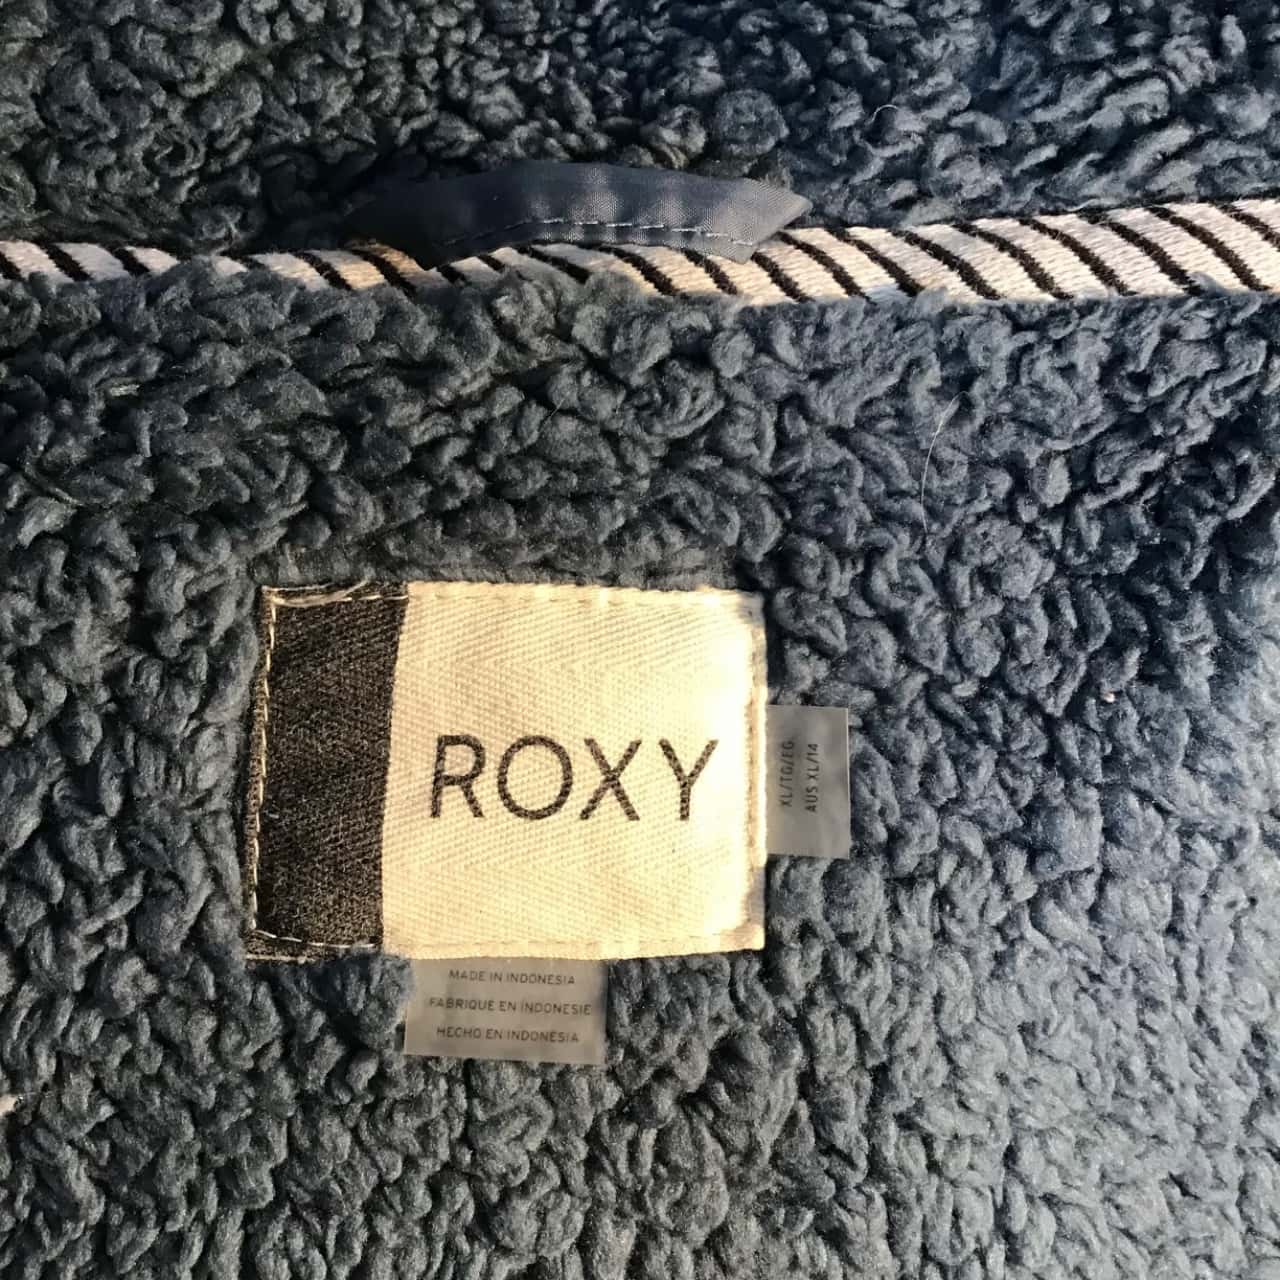 ROXY
XL/TG/EG
AUS XL/14
MADE IN INDONESIA
FABRIQUE EN INDONESIE
HECHO EN INDONESIA